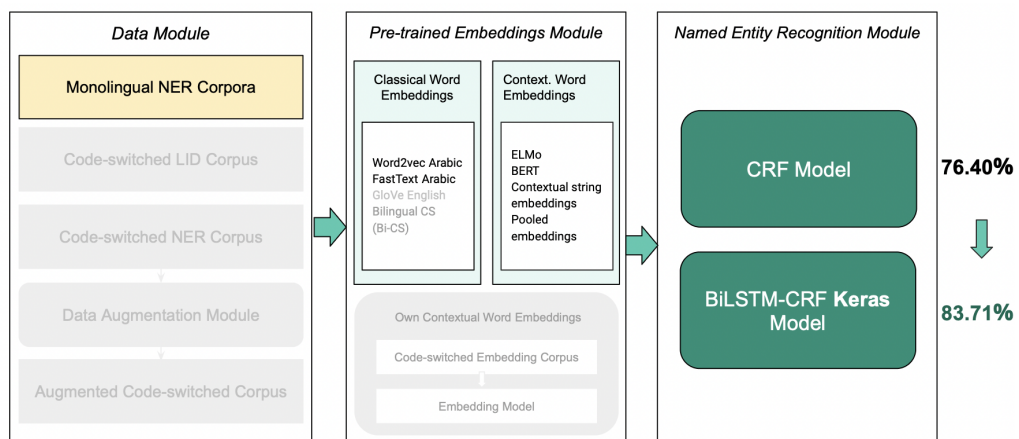 Data Module
Monolingual NER Corpora
Code-switched LID Corpus
Code-switched NER Corpus
Data Augmentation Module
Augmented Code-switched Corpus
Pre-trained Embeddings Module
Classical Word
Embeddings
Word2vec Arabic
FastText Arabic
GloVe English
Bilingual CS
(Bi-CS)
Context. Word
Embeddings
ELMo
BERT
Contextual string
embeddings
Pooled
embeddings
Own Contextual Word Embeddings
Code-switched Embedding Corpus
Embedding Model
Named Entity Recognition Module
CRF Model
76.40%
BiLSTM-CRF Keras
Model
83.71%